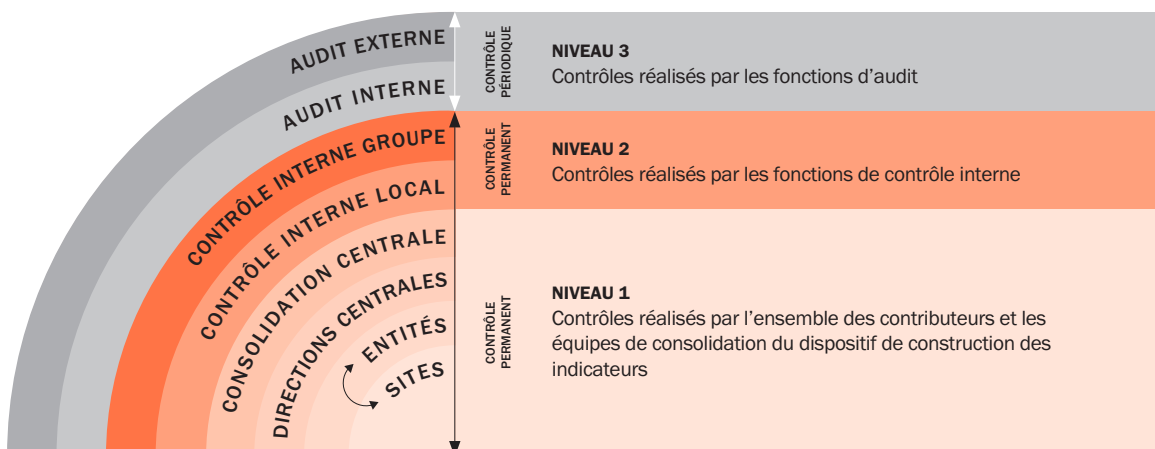 AUDIT EXTERNE
AUDIT INTERNE
CONTRÔLE INTERNE GROUPE
CONTRÔLE INTERNE LOCAL
CONSOLIDATION CENTRALE
DIRECTIONS CENTRALES
ENTITÉS
SITES
CONTRÔLE
PÉRIODIQUE
NIVEAU 3
Contrôles réalisés par les fonctions d’audit
CONTRÔLE
PERMANENT
NIVEAU 2
Contrôles réalisés par les fonctions de contrôle interne
CONTRÔLE
PERMANENT
NIVEAU 1
Contrôles réalisés par l’ensemble des contributeurs et les
équipes de consolidation du dispositif de construction des
indicateurs